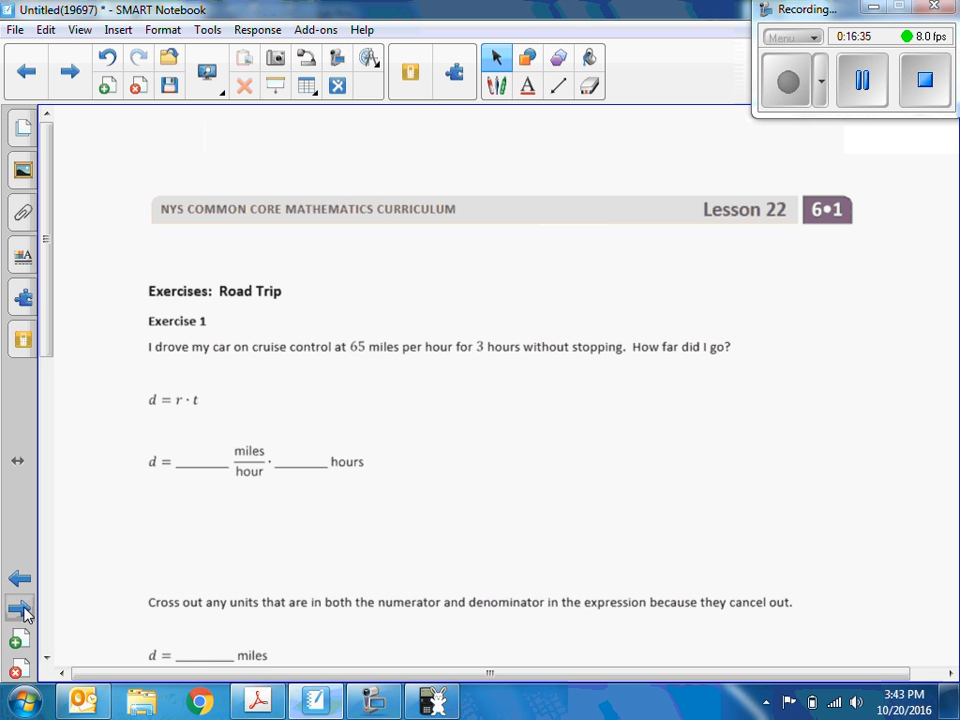 Untitled(19697) * - SMART Notebook
Recording...
File Edit View Insert Format Tools Response Add-ons Help
Menu 0:16:35 8.0 fps
NYS COMMON CORE MATHEMATICS CURRICULUM Lesson 22 6•1
Exercises: Road Trip
Exercise 1
I drove my car on cruise control at 65 miles per hour for 3 hours without stopping. How far did I go?
d = r · t
d = ______ miles/hour · ______ hours
Cross out any units that are in both the numerator and denominator in the expression because they cancel out.
d = ______ miles
3:43 PM
10/20/2016